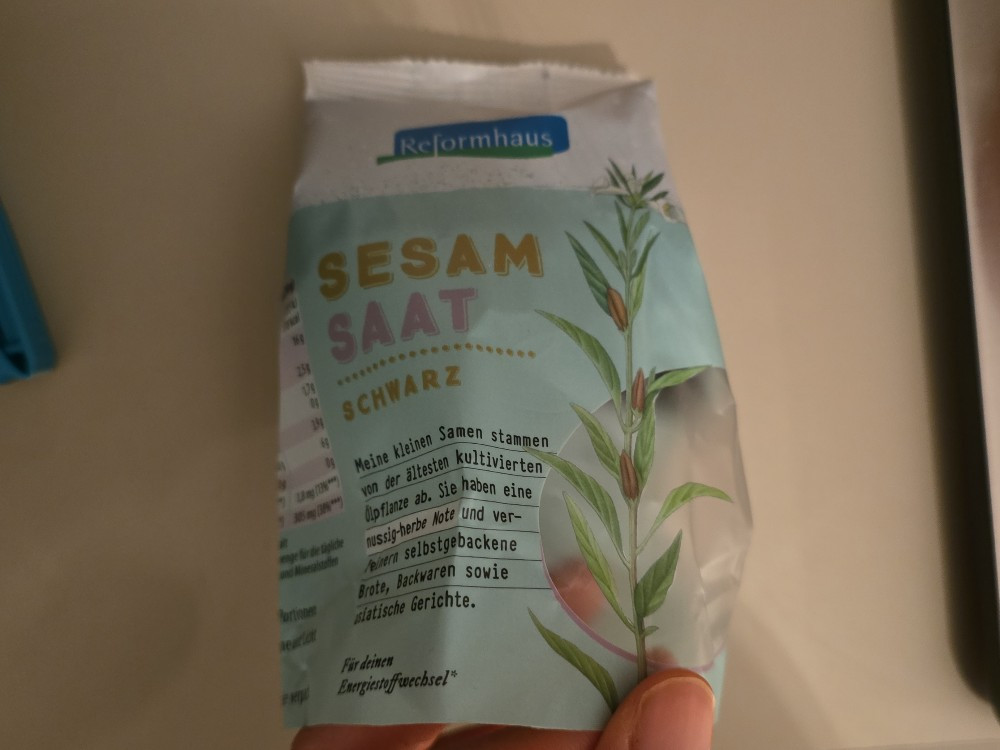 Reformhaus
SESAM
SAAT
SCHWARZ
Meine kleinen Samen stammen
von der ältesten kultivierten
Ölpflanze ab. Sie haben eine
nussig-herbe Note und ver-
feinern selbstgebackene
Brote, Backwaren sowie
asiatische Gerichte.
Für deinen
Energiestoffwechsel*